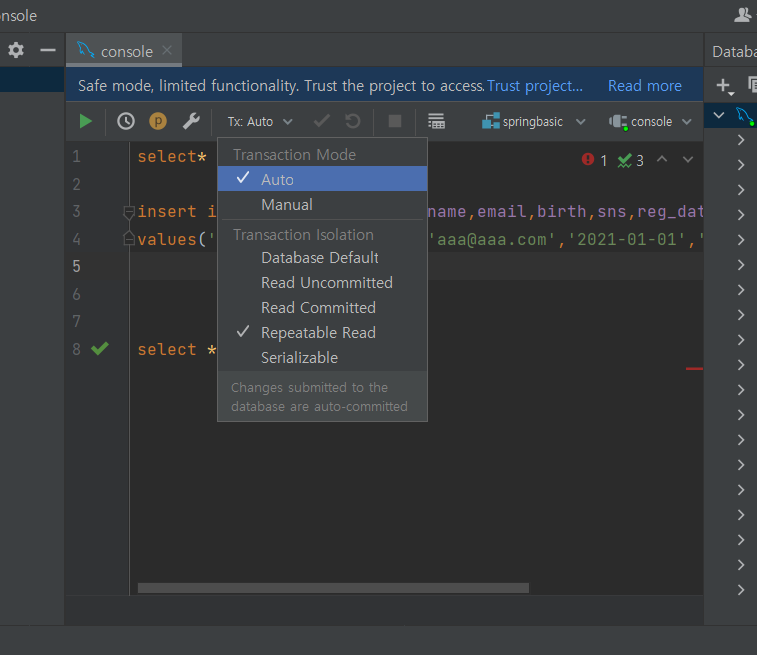 onsole
console
Databa
Safe mode, limited functionality. Trust the project to access. Trust project... Read more
Tx: Auto springbasic console
1 select*
2
3 insert i name,email,birth,sns,reg_dat
4 values(' 'aaa@aaa.com','2021-01-01','
5
6
7
8 select *
1 3
Transaction Mode
Auto
Manual
Transaction Isolation
Database Default
Read Uncommitted
Read Committed
Repeatable Read
Serializable
Changes submitted to the
database are auto-committed